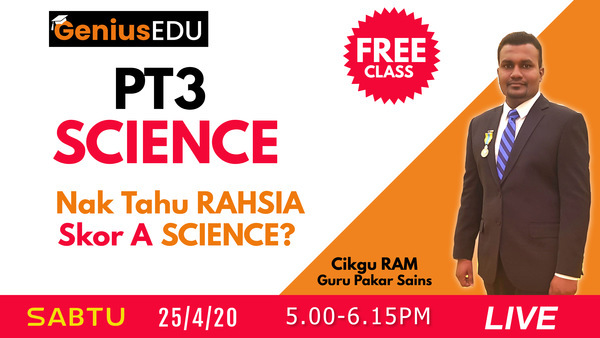 GeniusEDU
FREE
CLASS
PT3
SCIENCE
Nak Tahu RAHSIA
Skor A SCIENCE?
Cikgu RAM
Guru Pakar Sains
SABTU 25/4/20 5.00-6.15PM LIVE